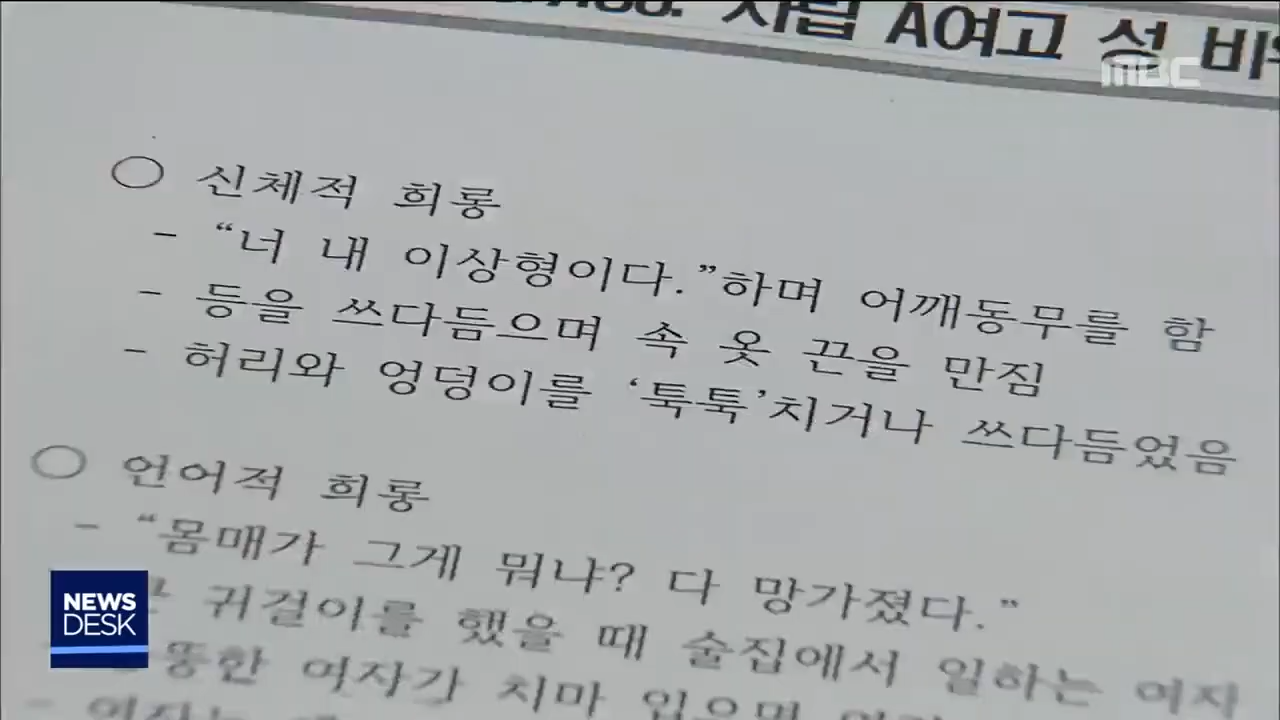 사립 A여고 성 비
MBC
○ 신체적 희롱
- “너 내 이상형이다.”하며 어깨동무를 함
- 등을 쓰다듬으며 속 옷 끈을 만짐
- 허리와 엉덩이를 ‘툭툭’치거나 쓰다듬었음
○ 언어적 희롱
- “몸매가 그게 뭐냐? 다 망가졌다.”
귀걸이를 했을 때 술집에서 일하는 여자
뚱한 여자가 치마 입으면
- 여자는
NEWS
DESK